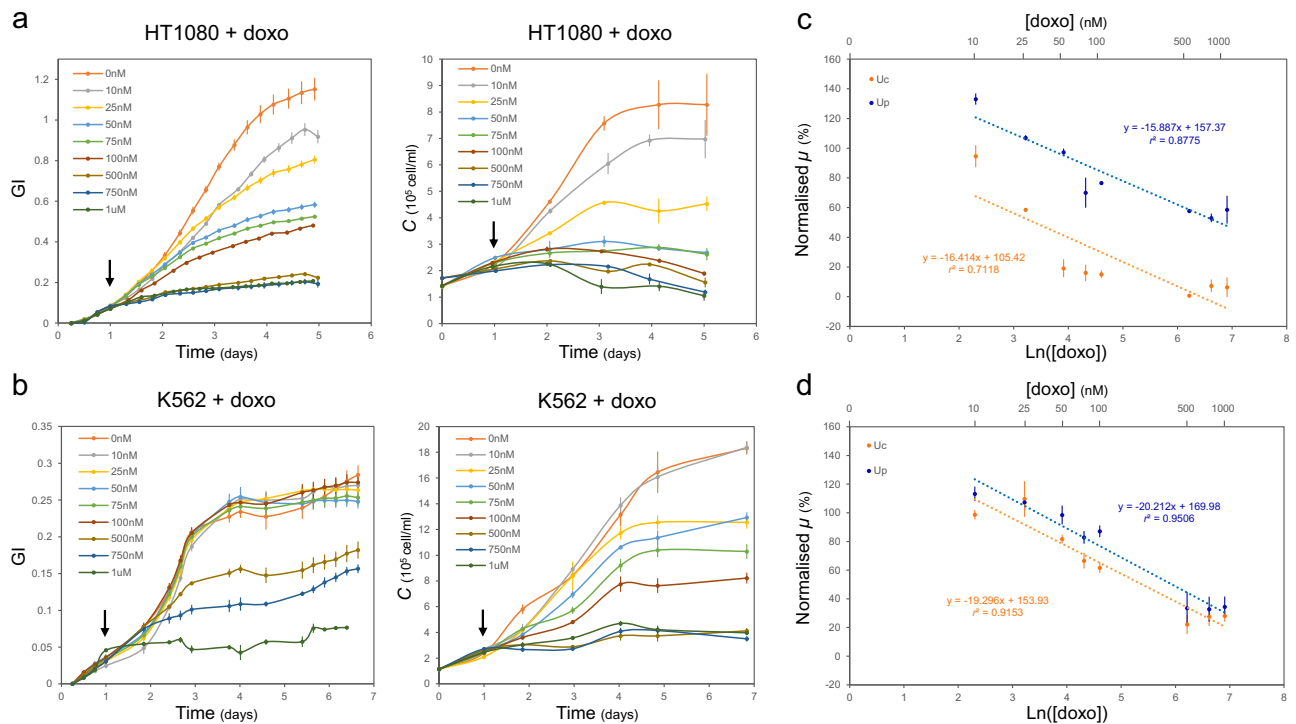 a
HT1080 + doxo
GI
1.2
1
0.8
0.6
0.4
0.2
0
0nM
10nM
25nM
50nM
75nM
100nM
500nM
750nM
1uM
0 1 2 3 4 5 6
Time (days)
HT1080 + doxo
C (10⁵ cell/ml)
10
9
8
7
6
5
4
3
2
1
0
0nM
10nM
25nM
50nM
75nM
100nM
500nM
750nM
1uM
0 1 2 3 4 5 6
Time (days)
c
[doxo] (nM)
0 10 25 50 100 500 1000
Normalised µ (%)
160
140
120
100
80
60
40
20
0
-20
Uc
Up
y = -15.887x + 157.37
r² = 0.8775
y = -16.414x + 105.42
r² = 0.7118
0 1 2 3 4 5 6 7 8
Ln([doxo])
b
K562 + doxo
GI
0.35
0.3
0.25
0.2
0.15
0.1
0.05
0
0nM
10nM
25nM
50nM
75nM
100nM
500nM
750nM
1uM
0 1 2 3 4 5 6 7
Time (days)
K562 + doxo
C (10⁵ cell/ml)
20
18
16
14
12
10
8
6
4
2
0
0nM
10nM
25nM
50nM
75nM
100nM
500nM
750nM
1uM
0 1 2 3 4 5 6 7
Time (days)
d
[doxo] (nM)
0 10 25 50 100 500 1000
Normalised µ (%)
160
140
120
100
80
60
40
20
0
-20
Uc
Up
y = -20.212x + 169.98
r² = 0.9506
y = -19.296x + 153.93
r² = 0.9153
0 1 2 3 4 5 6 7 8
Ln([doxo])